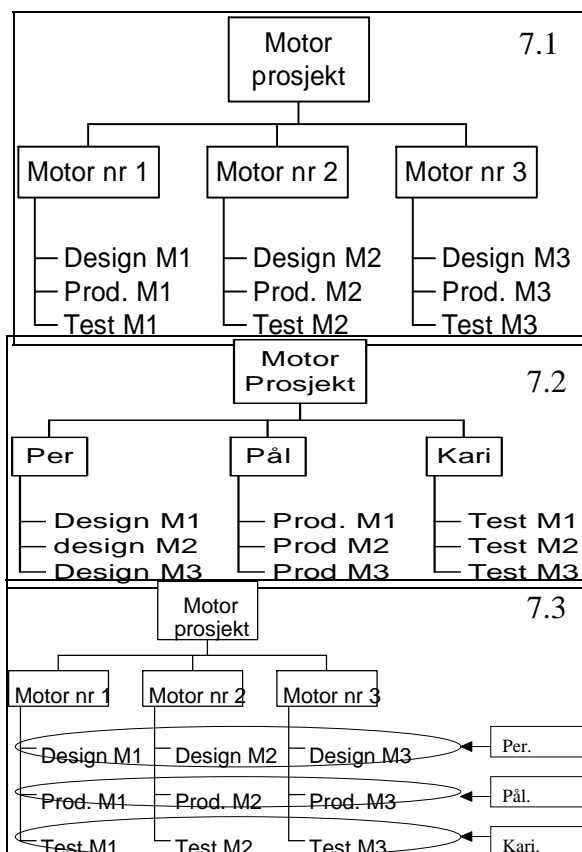 7.1
Motor
prosjekt
Motor nr 1 Motor nr 2 Motor nr 3
Design M1 Design M2 Design M3
Prod. M1 Prod. M2 Prod. M3
Test M1 Test M2 Test M3
7.2
Motor
Prosjekt
Per Pål Kari
Design M1 Prod. M1 Test M1
design M2 Prod M2 Test M2
Design M3 Prod M3 Test M3
7.3
Motor
prosjekt
Motor nr 1 Motor nr 2 Motor nr 3
Design M1 Design M2 Design M3 Per.
Prod. M1 Prod. M2 Prod. M3 Pål.
Test M1 Test M2 Test M3 Kari.